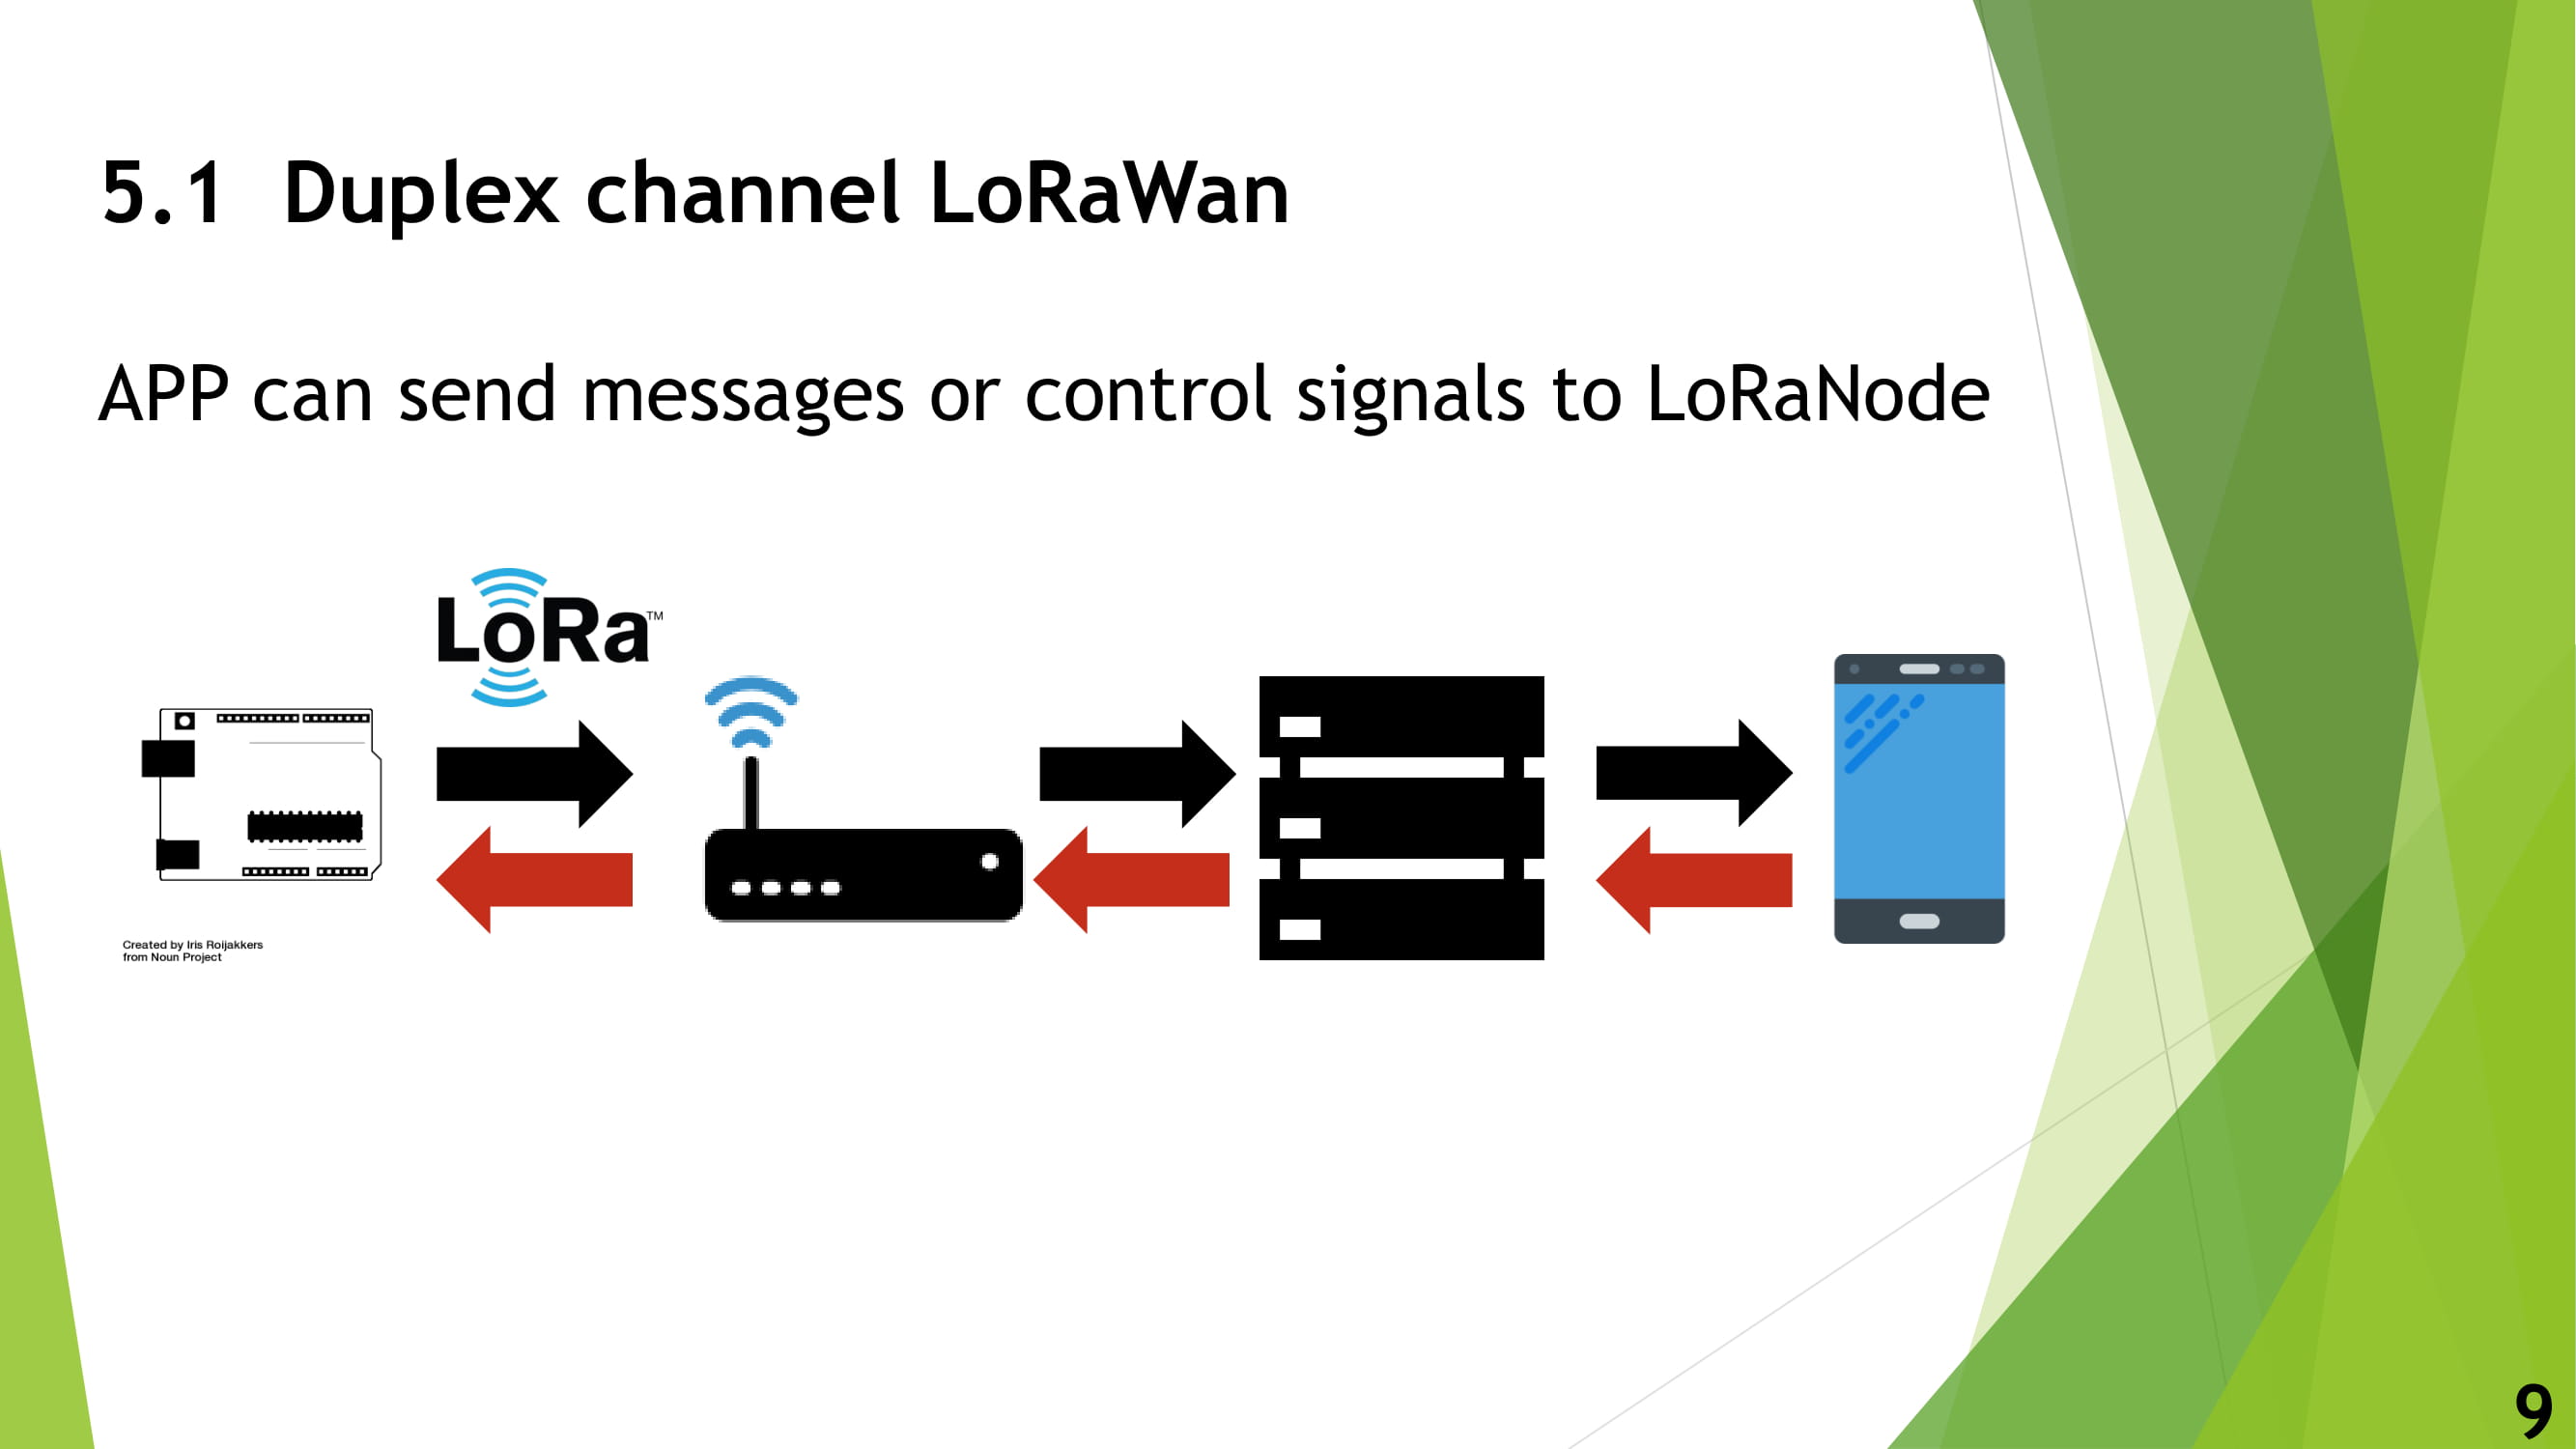 5.1 Duplex channel LoRaWan
APP can send messages or control signals to LoRaNode
LoRa™
Created by Iris Roijakkers
from Noun Project
9